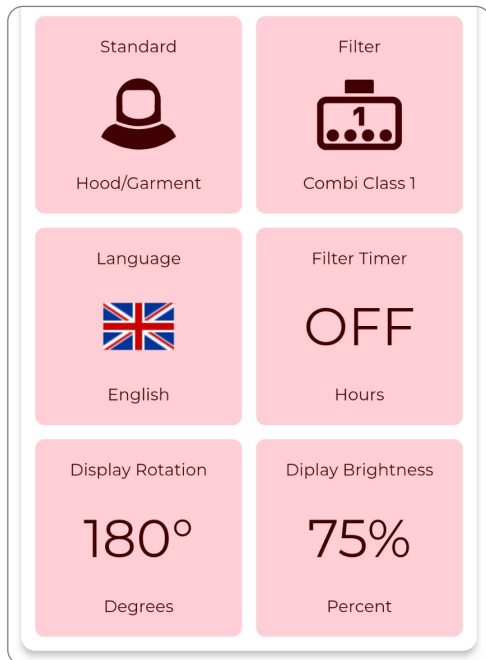 Standard
Filter
1
Hood/Garment
Combi Class 1
Language
Filter Timer
OFF
English
Hours
Display Rotation
Diplay Brightness
180°
75%
Degrees
Percent